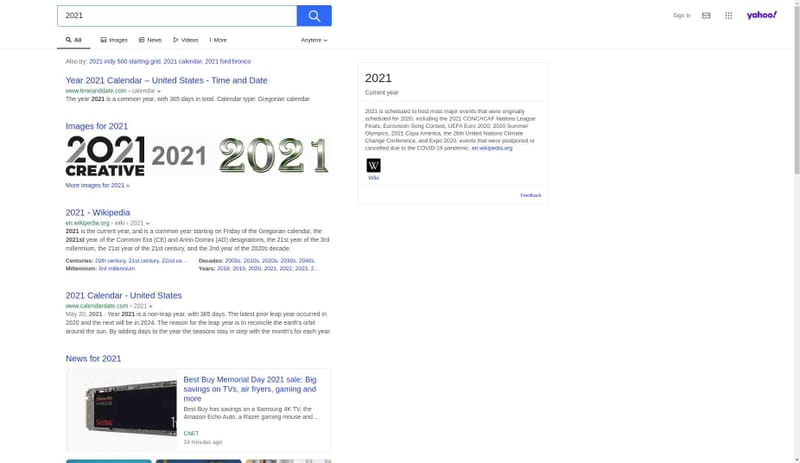 2021
Sign in
yahoo!
All
Images
News
Videos
More
Anytime
Also try: 2021 indy 500 starting grid, 2021 calendar, 2021 ford bronco
Year 2021 Calendar – United States - Time and Date
www.timeanddate.com › calendar
The year 2021 is a common year, with 365 days in total. Calendar type: Gregorian calendar
Images for 2021
2021
CREATIVE
2021
2021
More images for 2021 »
2021 - Wikipedia
en.wikipedia.org › wiki › 2021
2021 is the current year, and is a common year starting on Friday of the Gregorian calendar, the
2021st year of the Common Era (CE) and Anno Domini (AD) designations, the 21st year of the 3rd
millennium, the 21st year of the 21st century, and the 2nd year of the 2020s decade.
Centuries: 20th century, 21st century, 22nd ce...
Decades: 2000s, 2010s, 2020s, 2030s, 2040s.
Millennium: 3rd millennium
Years: 2018, 2019, 2020, 2021, 2022, 2023, 2...
2021 Calendar - United States
www.calendardate.com › 2021
May 20, 2021 · Year 2021 is a non-leap year, with 365 days. The latest prior leap year occurred in
2020 and the next will be in 2024. The reason for the leap year is to reconcile the earth's orbit
around the sun. By adding days to the year the seasons stay in step with the month's for each year.
News for 2021
SanDisk
Best Buy Memorial Day 2021 sale: Big
savings on TVs, air fryers, gaming and
more
Best Buy has savings on a Samsung 4K TV, the
Amazon Echo Auto, a Razer gaming mouse and…
CNET
19 minutes ago
2021
Current year
2021 is scheduled to host most major events that were originally
scheduled for 2020, including the 2021 CONCACAF Nations League
Finals, Eurovision Song Contest, UEFA Euro 2020, 2020 Summer
Olympics, 2021 Copa América, the 26th United Nations Climate
Change Conference, and Expo 2020, events that were postponed or
cancelled due to the COVID-19 pandemic. en.wikipedia.org
W
Wiki
Feedback